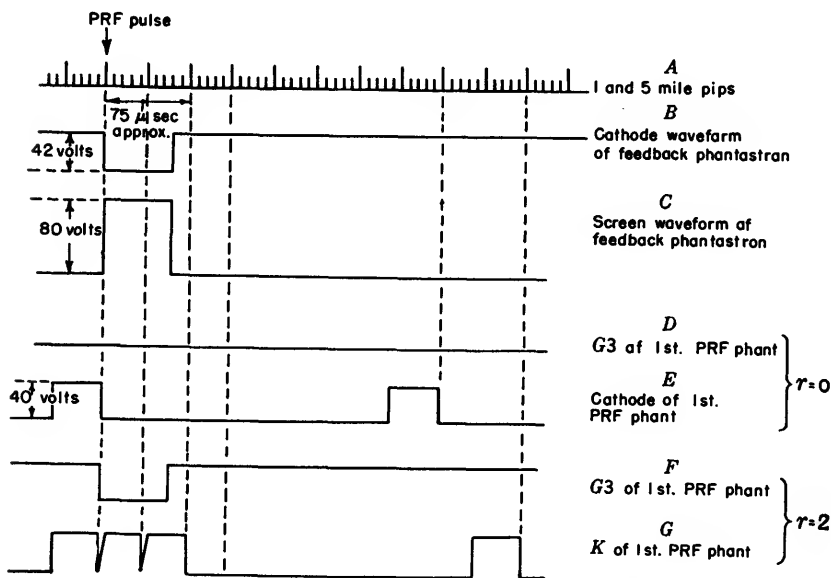 PRF pulse
A
1 and 5 mile pips
75 μ sec
approx.
B
Cathode wavefarm
of feedback phantastran
42 volts
C
Screen waveform af
feedback phantastron
80 volts
D
G3 af 1st. PRF phant
r=0
E
Cathode of 1st.
PRF phant
40 volts
F
G3 of 1st. PRF phant
r=2
G
K of 1st. PRF phant